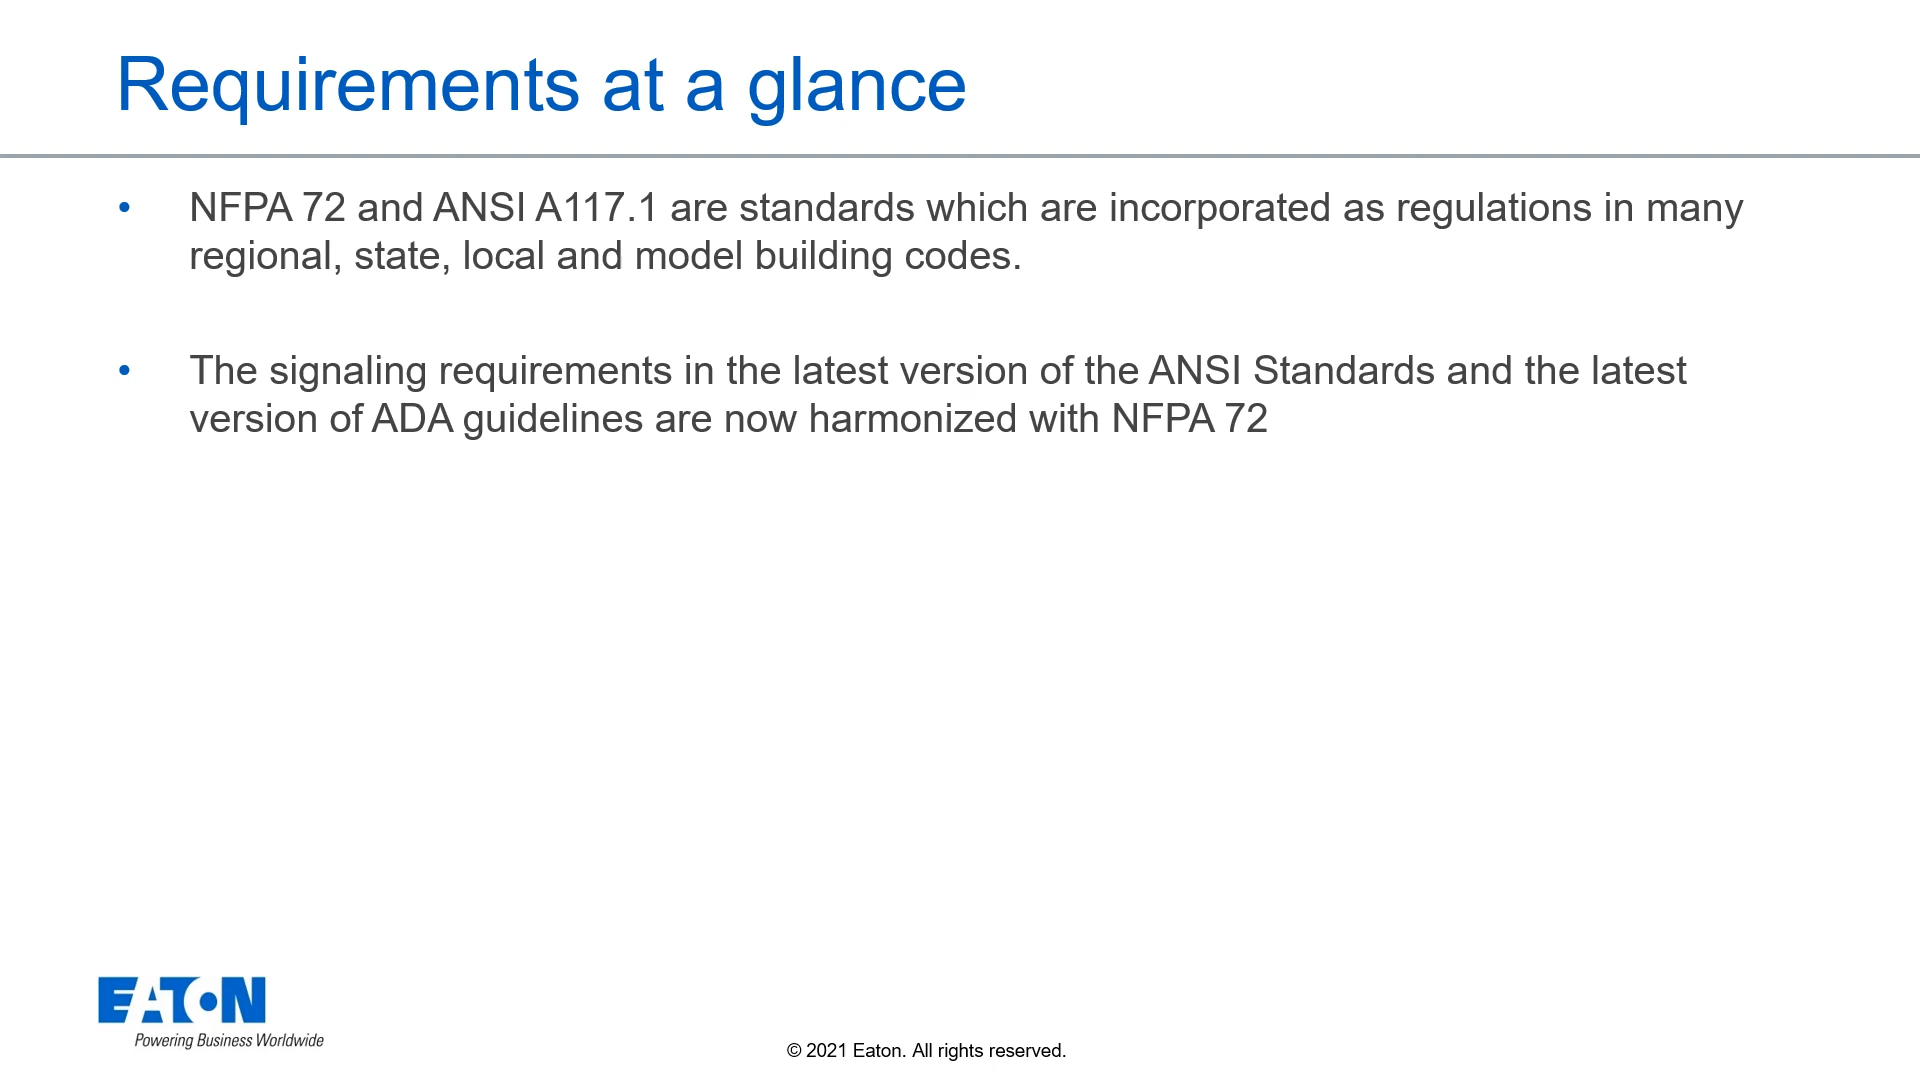 Requirements at a glance
• NFPA 72 and ANSI A117.1 are standards which are incorporated as regulations in many
regional, state, local and model building codes.
• The signaling requirements in the latest version of the ANSI Standards and the latest
version of ADA guidelines are now harmonized with NFPA 72
EATON
Powering Business Worldwide
© 2021 Eaton. All rights reserved.